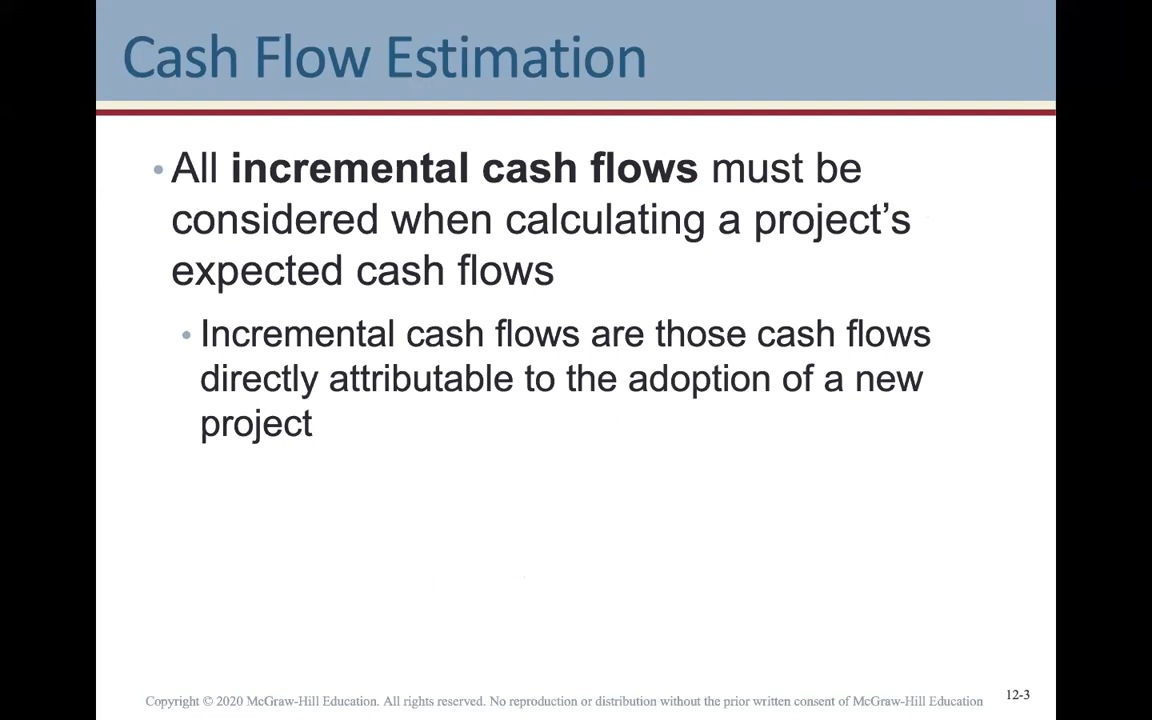 Cash Flow Estimation
• All incremental cash flows must be
considered when calculating a project’s
expected cash flows
• Incremental cash flows are those cash flows
directly attributable to the adoption of a new
project
Copyright © 2020 McGraw-Hill Education. All rights reserved. No reproduction or distribution without the prior written consent of McGraw-Hill Education
12-3